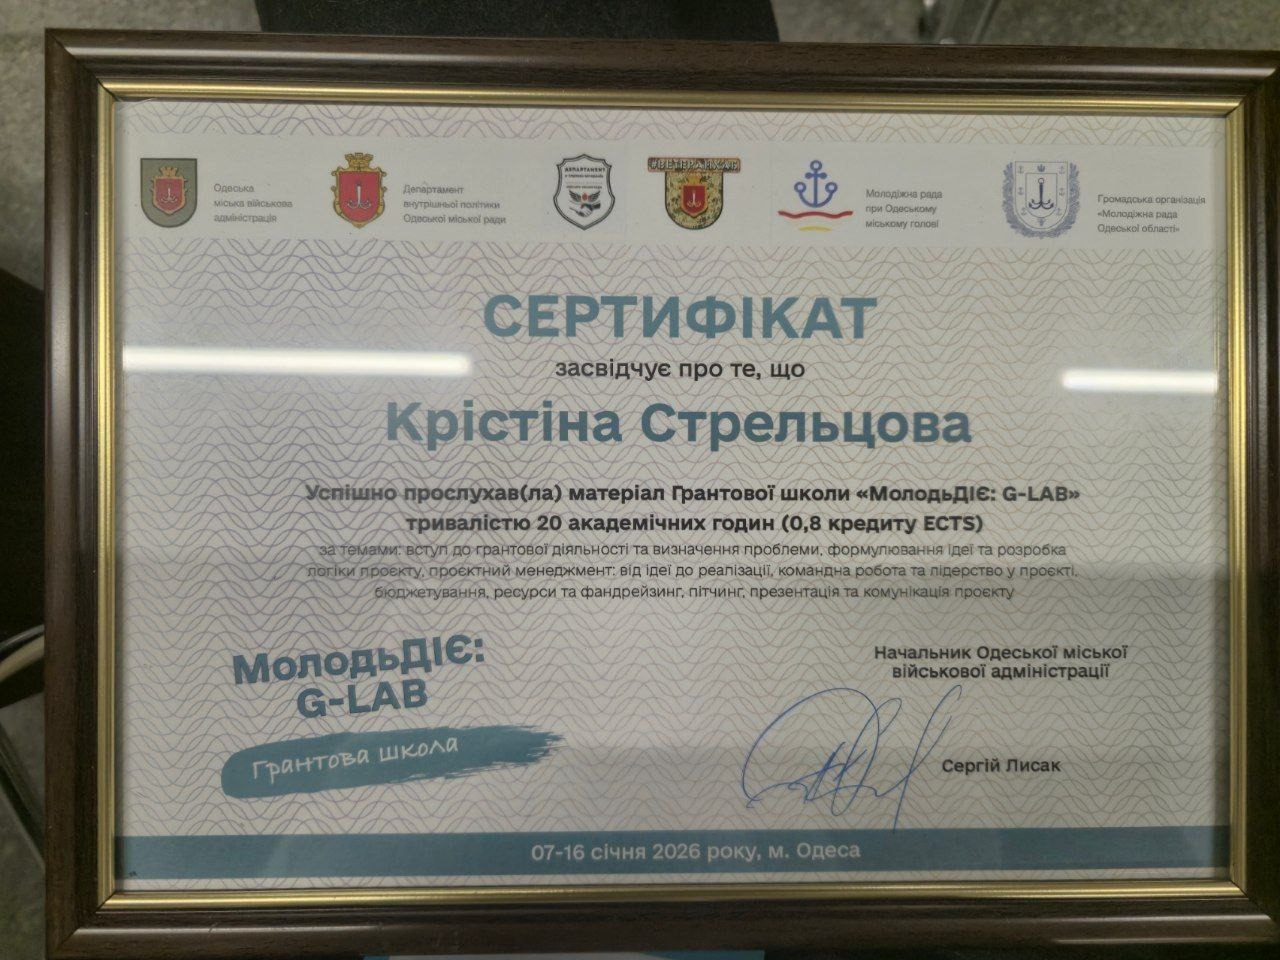 Одеська
міська військова
адміністрація
Департамент
внутрішньої політики
Одеської міської ради
ДЕПАРТАМЕНТ
#ВЕТЕРАНХАБ
Молодіжна рада
при Одеському
міському голові
Громадська організація
«Молодіжна рада
Одеської області»
СЕРТИФІКАТ
засвідчує про те, що
Крістіна Стрельцова
Успішно прослухав(ла) матеріал Грантової школи «МолодьДІЄ: G-LAB»
тривалістю 20 академічних годин (0,8 кредиту ECTS)
за темами: вступ до грантової діяльності та визначення проблеми, формулювання ідеї та розробка
логіки проєкту, проєктний менеджмент: від ідеї до реалізації, командна робота та лідерство у проєкті,
бюджетування, ресурси та фандрейзинг, пітчинг, презентація та комунікація проєкту
МолодьДІЄ:
G-LAB
Грантова школа
Начальник Одеської міської
військової адміністрації
Сергій Лисак
07-16 січня 2026 року, м. Одеса